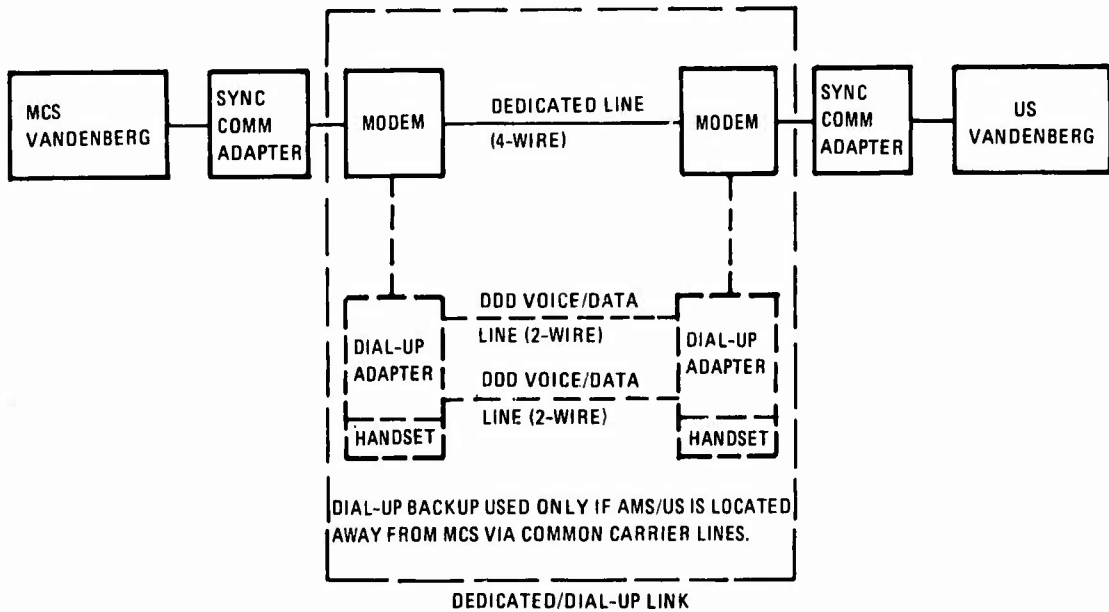 MCS
VANDENBERG
SYNC
COMM
ADAPTER
MODEM
DEDICATED LINE
(4-WIRE)
MODEM
SYNC
COMM
ADAPTER
US
VANDENBERG
DIAL-UP
ADAPTER
HANDSET
DDD VOICE/DATA
LINE (2-WIRE)
DDD VOICE/DATA
LINE (2-WIRE)
DIAL-UP
ADAPTER
HANDSET
DIAL-UP BACKUP USED ONLY IF AMS/US IS LOCATED
AWAY FROM MCS VIA COMMON CARRIER LINES.
DEDICATED/DIAL-UP LINK